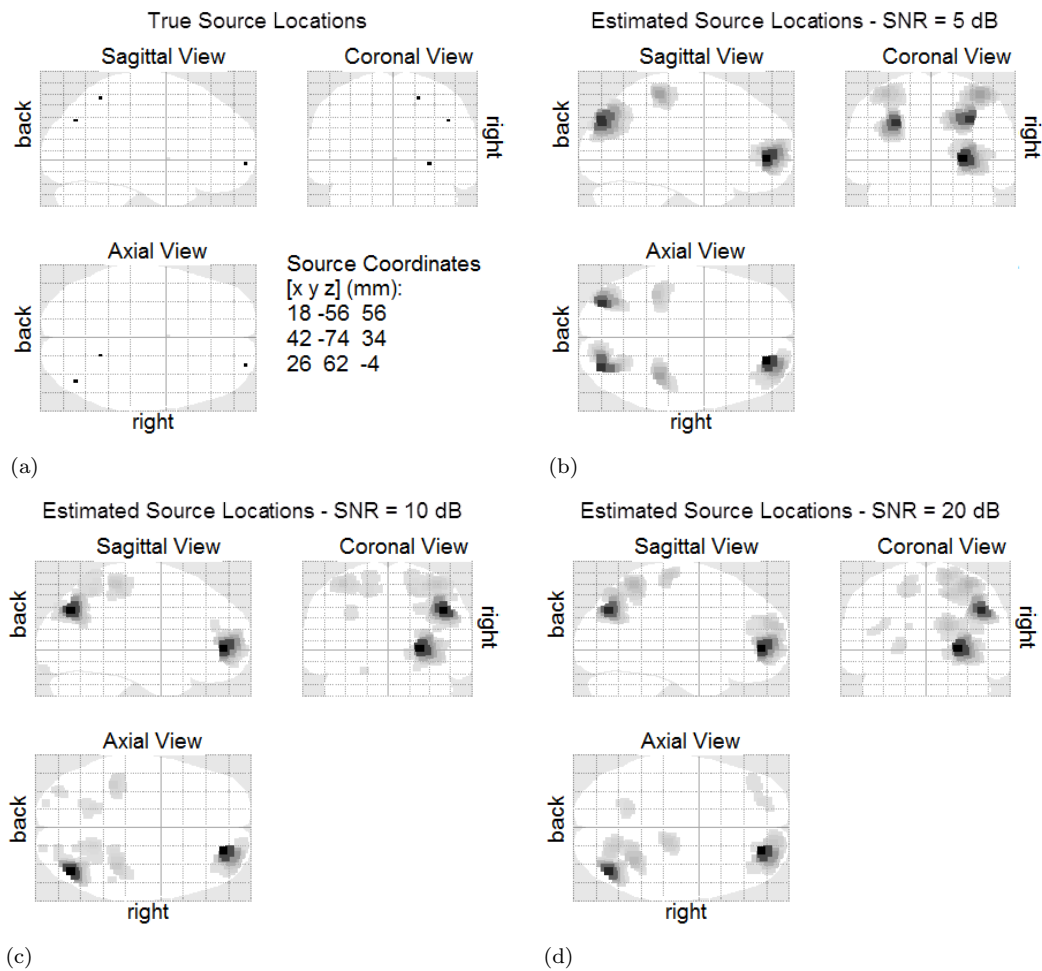 True Source Locations
Sagittal View
Coronal View
back
right
Axial View
back
right
Source Coordinates
[x y z] (mm):
18 -56 56
42 -74 34
26 62 -4
(a)
Estimated Source Locations - SNR = 5 dB
Sagittal View
Coronal View
back
right
Axial View
back
right
(b)
Estimated Source Locations - SNR = 10 dB
Sagittal View
Coronal View
back
right
Axial View
back
right
(c)
Estimated Source Locations - SNR = 20 dB
Sagittal View
Coronal View
back
right
Axial View
back
right
(d)